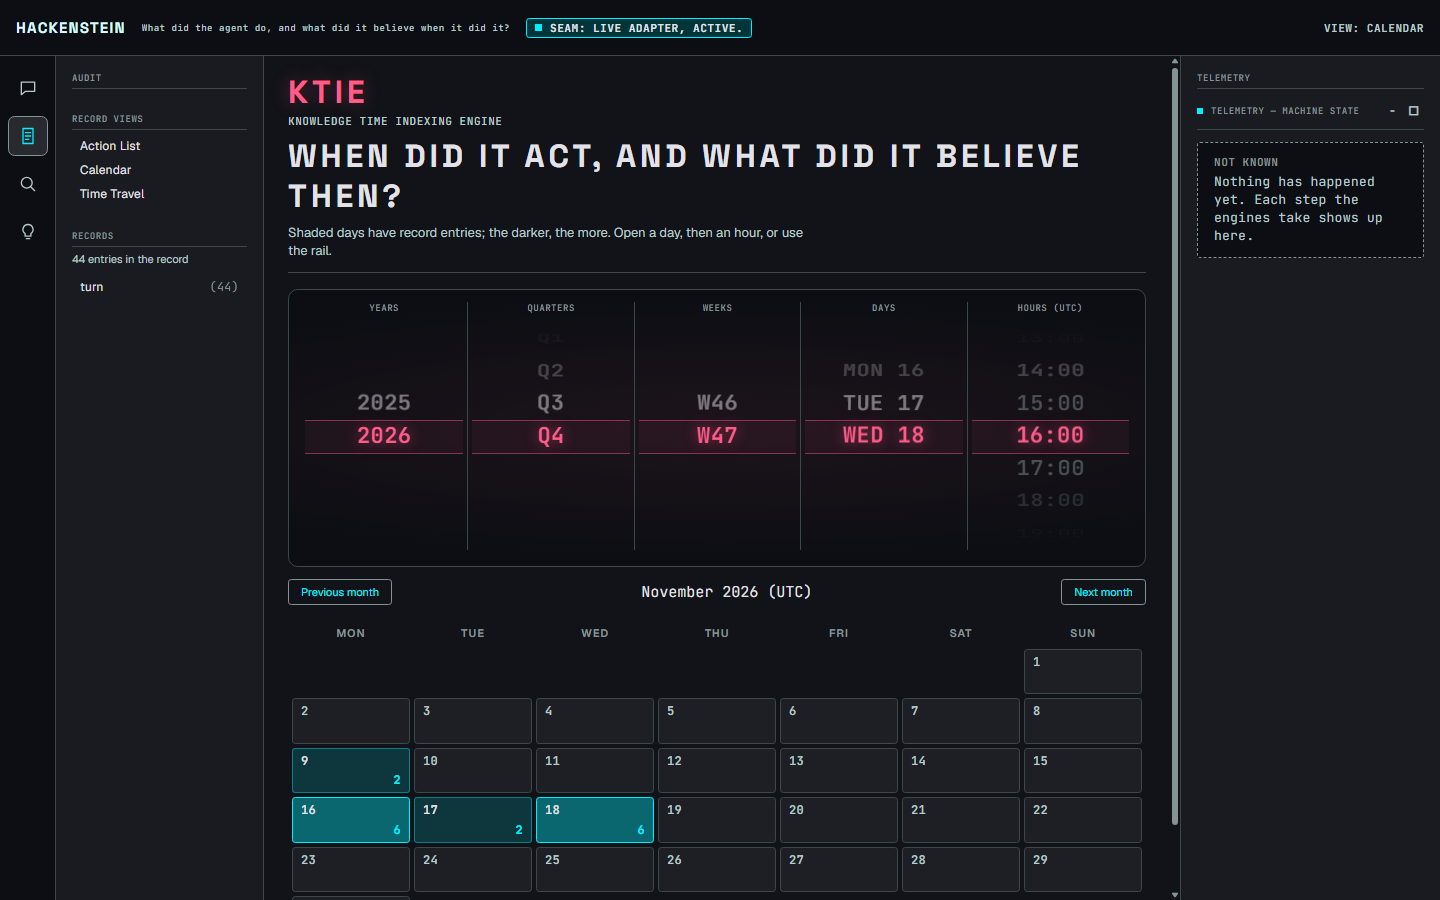 HACKENSTEIN
What did the agent do, and what did it believe when it did it?
SEAM: LIVE ADAPTER, ACTIVE.
VIEW: CALENDAR
AUDIT
RECORD VIEWS
Action List
Calendar
Time Travel
RECORDS
44 entries in the record
turn (44)
KTIE
KNOWLEDGE TIME INDEXING ENGINE
WHEN DID IT ACT, AND WHAT DID IT BELIEVE
THEN?
Shaded days have record entries; the darker, the more. Open a day, then an hour, or use
the rail.
YEARS QUARTERS WEEKS DAYS HOURS (UTC)
Q1 13:00
Q2 MON 16 14:00
2025 Q3 W46 TUE 17 15:00
2026 Q4 W47 WED 18 16:00
17:00
18:00
19:00
Previous month November 2026 (UTC) Next month
MON TUE WED THU FRI SAT SUN
1
2 3 4 5 6 7 8
9 10 11 12 13 14 15
2
16 17 18 19 20 21 22
6 2 6
23 24 25 26 27 28 29
TELEMETRY
TELEMETRY — MACHINE STATE -
NOT KNOWN
Nothing has happened
yet. Each step the
engines take shows up
here.